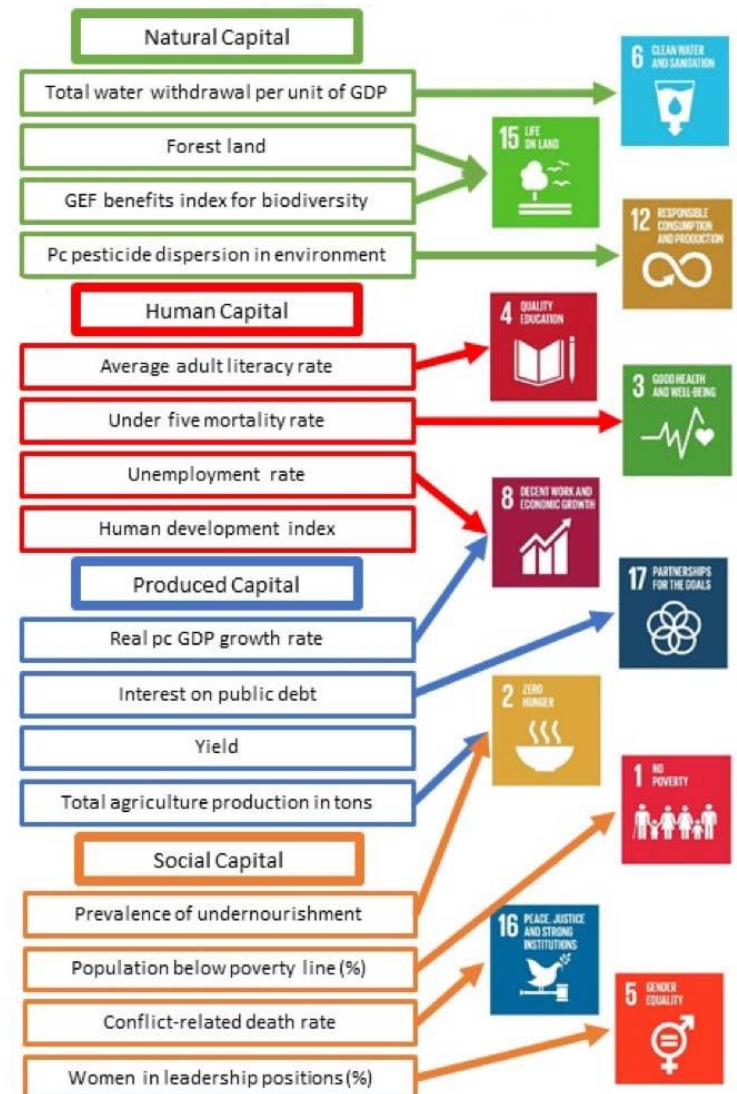 Natural Capital
Total water withdrawal per unit of GDP
Forest land
GEF benefits index for biodiversity
Pc pesticide dispersion in environment
6 CLEAN WATER
AND SANITATION
15 LIFE
ON LAND
12 RESPONSIBLE
CONSUMPTION
AND PRODUCTION
Human Capital
Average adult literacy rate
Under five mortality rate
Unemployment rate
Human development index
4 QUALITY
EDUCATION
3 GOOD HEALTH
AND WELL-BEING
8 DECENT WORK AND
ECONOMIC GROWTH
Produced Capital
Real pc GDP growth rate
Interest on public debt
Yield
Total agriculture production in tons
17 PARTNERSHIPS
FOR THE GOALS
2 ZERO
HUNGER
1 NO
POVERTY
Social Capital
Prevalence of undernourishment
Population below poverty line (%)
Conflict-related death rate
Women in leadership positions (%)
16 PEACE, JUSTICE
AND STRONG
INSTITUTIONS
5 GENDER
EQUALITY